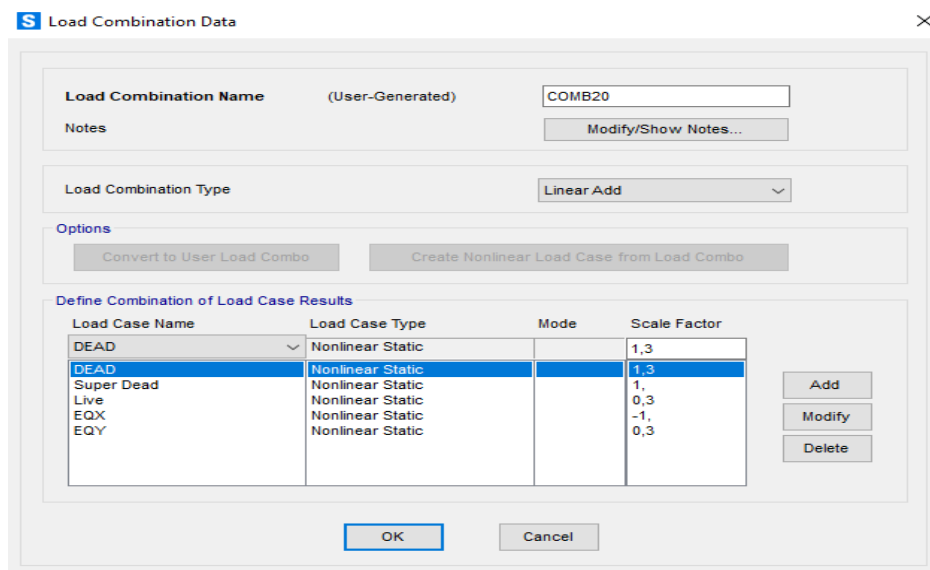 S Load Combination Data
Load Combination Name (User-Generated) COMB20
Notes Modify/Show Notes...
Load Combination Type Linear Add
Options
Convert to User Load Combo Create Nonlinear Load Case from Load Combo
Define Combination of Load Case Results
Load Case Name Load Case Type Mode Scale Factor
DEAD Nonlinear Static 1,3
DEAD Nonlinear Static 1,3
Super Dead Nonlinear Static 1,
Live Nonlinear Static 0,3
EQX Nonlinear Static -1,
EQY Nonlinear Static 0,3
Add
Modify
Delete
OK Cancel